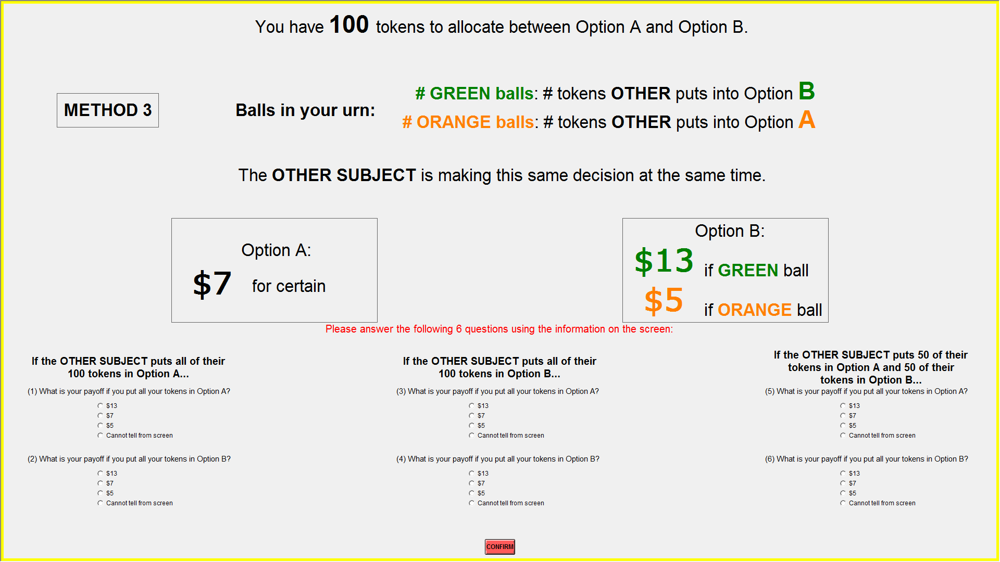 You have 100 tokens to allocate between Option A and Option B.
METHOD 3
Balls in your urn:
# GREEN balls: # tokens OTHER puts into Option B
# ORANGE balls: # tokens OTHER puts into Option A
The OTHER SUBJECT is making this same decision at the same time.
Option A:
$7 for certain
Option B:
$13 if GREEN ball
$5 if ORANGE ball
Please answer the following 6 questions using the information on the screen:
If the OTHER SUBJECT puts all of their
100 tokens in Option A...
(1) What is your payoff if you put all your tokens in Option A?
$13
$7
$5
Cannot tell from screen
(2) What is your payoff if you put all your tokens in Option B?
$13
$7
$5
Cannot tell from screen
If the OTHER SUBJECT puts all of their
100 tokens in Option B...
(3) What is your payoff if you put all your tokens in Option A?
$13
$7
$5
Cannot tell from screen
(4) What is your payoff if you put all your tokens in Option B?
$13
$7
$5
Cannot tell from screen
If the OTHER SUBJECT puts 50 of their
tokens in Option A and 50 of their
tokens in Option B...
(5) What is your payoff if you put all your tokens in Option A?
$13
$7
$5
Cannot tell from screen
(6) What is your payoff if you put all your tokens in Option B?
$13
$7
$5
Cannot tell from screen
CONFIRM